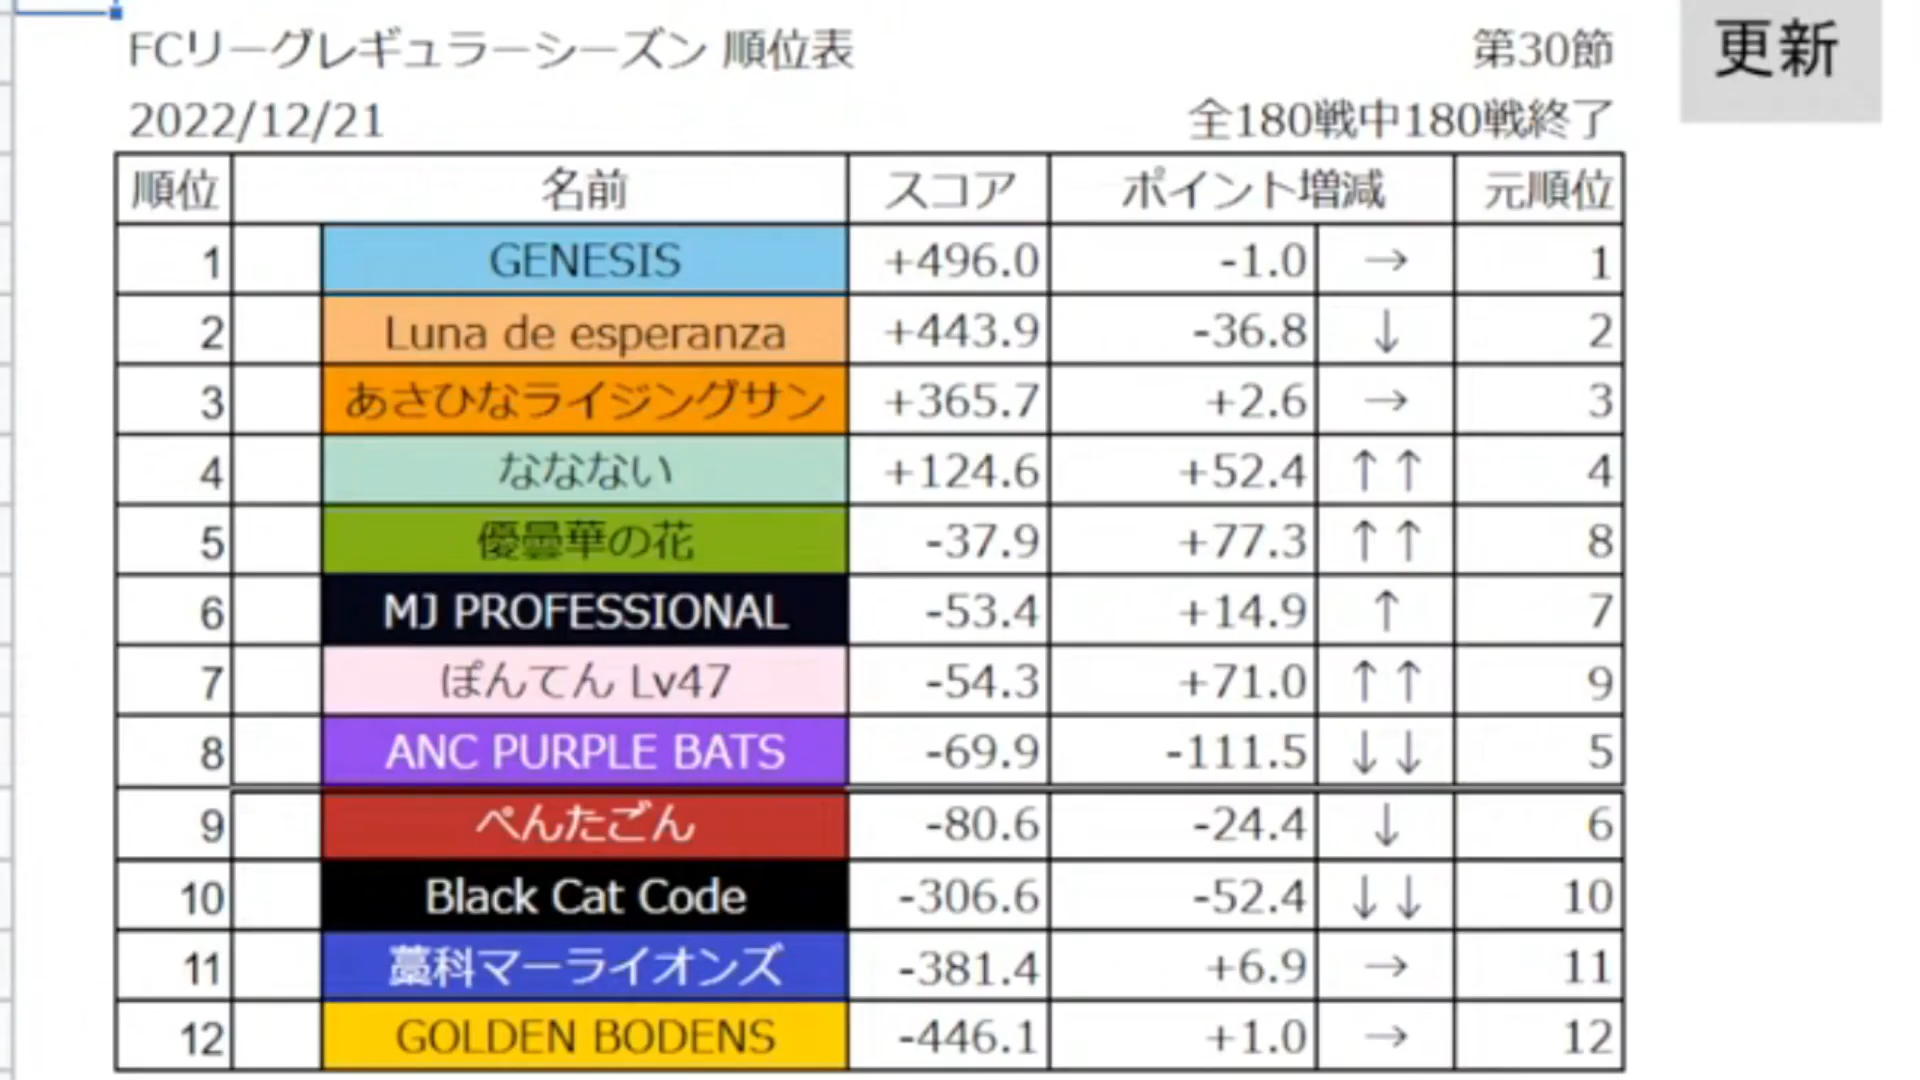 FCリーグレギュラーシーズン 順位表 第30節 更新
2022/12/21 全180戦中180戦終了
順位 名前 スコア ポイント増減 元順位
1 GENESIS +496.0 -1.0 → 1
2 Luna de esperanza +443.9 -36.8 ↓ 2
3 あさひなライジングサン +365.7 +2.6 → 3
4 なななない +124.6 +52.4 ↑↑ 4
5 優曇華の花 -37.9 +77.3 ↑↑ 8
6 MJ PROFESSIONAL -53.4 +14.9 ↑ 7
7 ぽんてん Lv47 -54.3 +71.0 ↑↑ 9
8 ANC PURPLE BATS -69.9 -111.5 ↓↓ 5
9 ぺんたごん -80.6 -24.4 ↓ 6
10 Black Cat Code -306.6 -52.4 ↓↓ 10
11 藁科マーライオンズ -381.4 +6.9 → 11
12 GOLDEN BODENS -446.1 +1.0 → 12